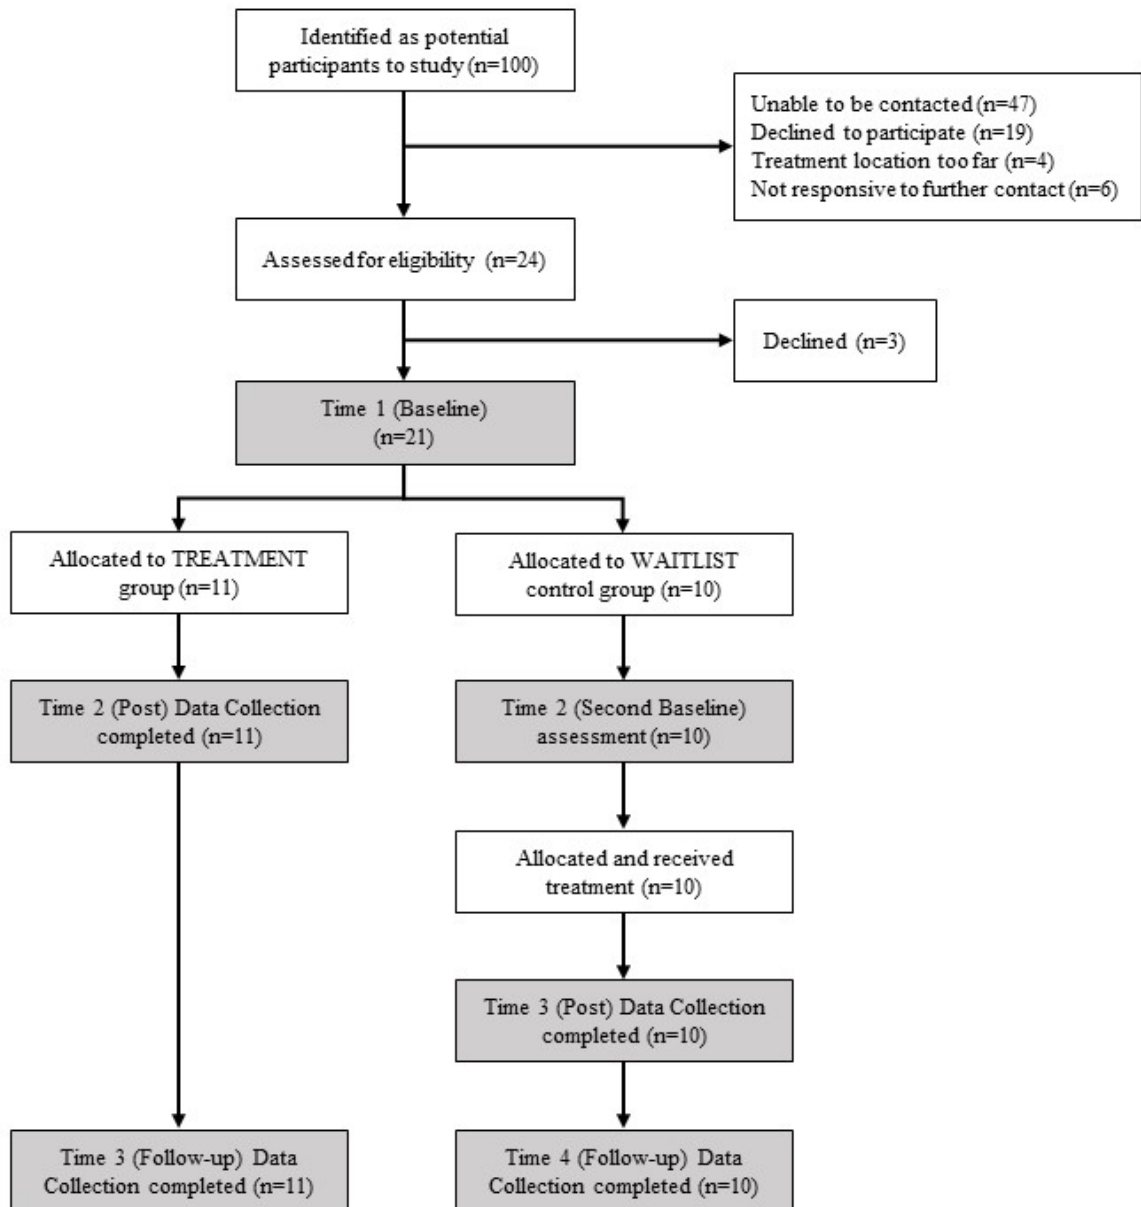 Identified as potential
participants to study (n=100)
Unable to be contacted (n=47)
Declined to participate (n=19)
Treatment location too far (n=4)
Not responsive to further contact (n=6)
Assessed for eligibility (n=24)
Declined (n=3)
Time 1 (Baseline)
(n=21)
Allocated to TREATMENT
group (n=11)
Allocated to WAITLIST
control group (n=10)
Time 2 (Post) Data Collection
completed (n=11)
Time 2 (Second Baseline)
assessment (n=10)
Allocated and received
treatment (n=10)
Time 3 (Post) Data Collection
completed (n=10)
Time 3 (Follow-up) Data
Collection completed (n=11)
Time 4 (Follow-up) Data
Collection completed (n=10)